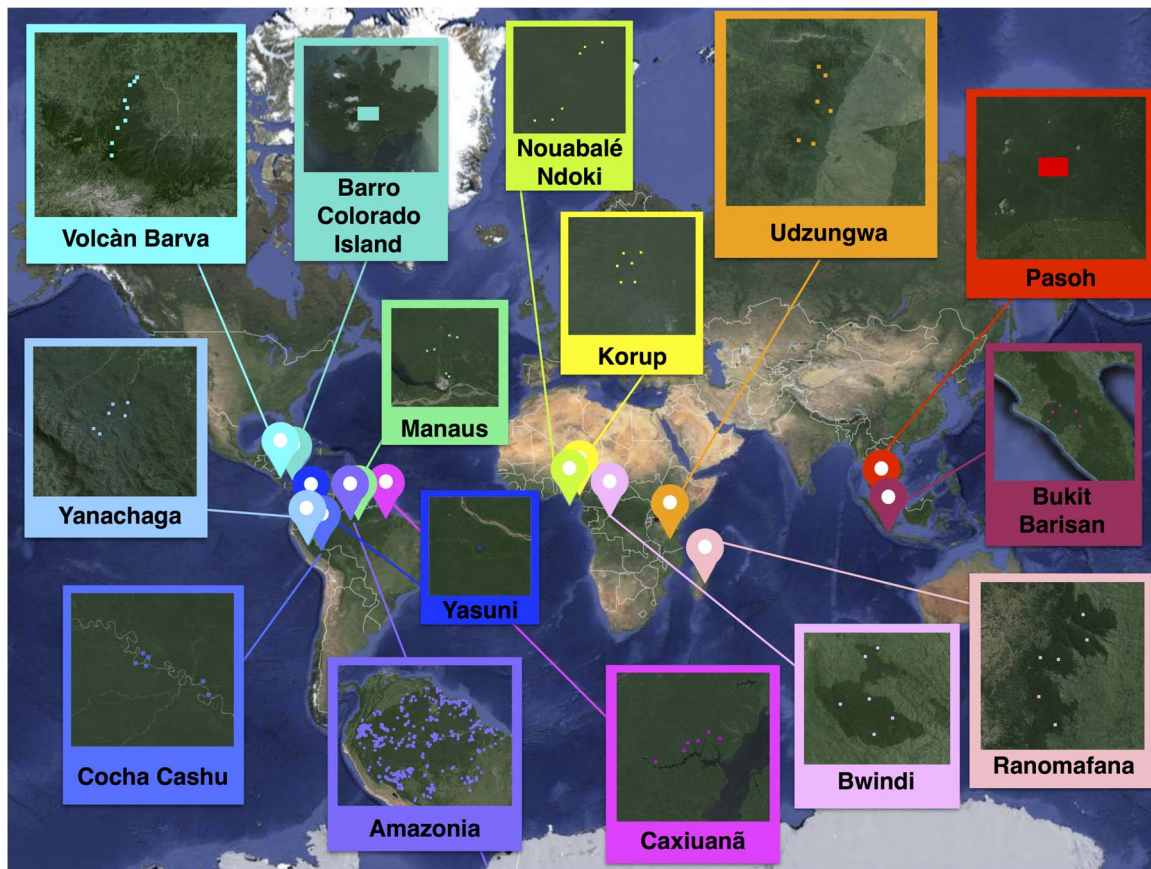 Volcàn Barva
Barro
Colorado
Island
Nouabalé
Ndoki
Udzungwa
Pasoh
Korup
Manaus
Yanachaga
Bukit
Barisan
Yasuni
Cocha Cashu
Amazonia
Caxiuanã
Bwindi
Ranomafana